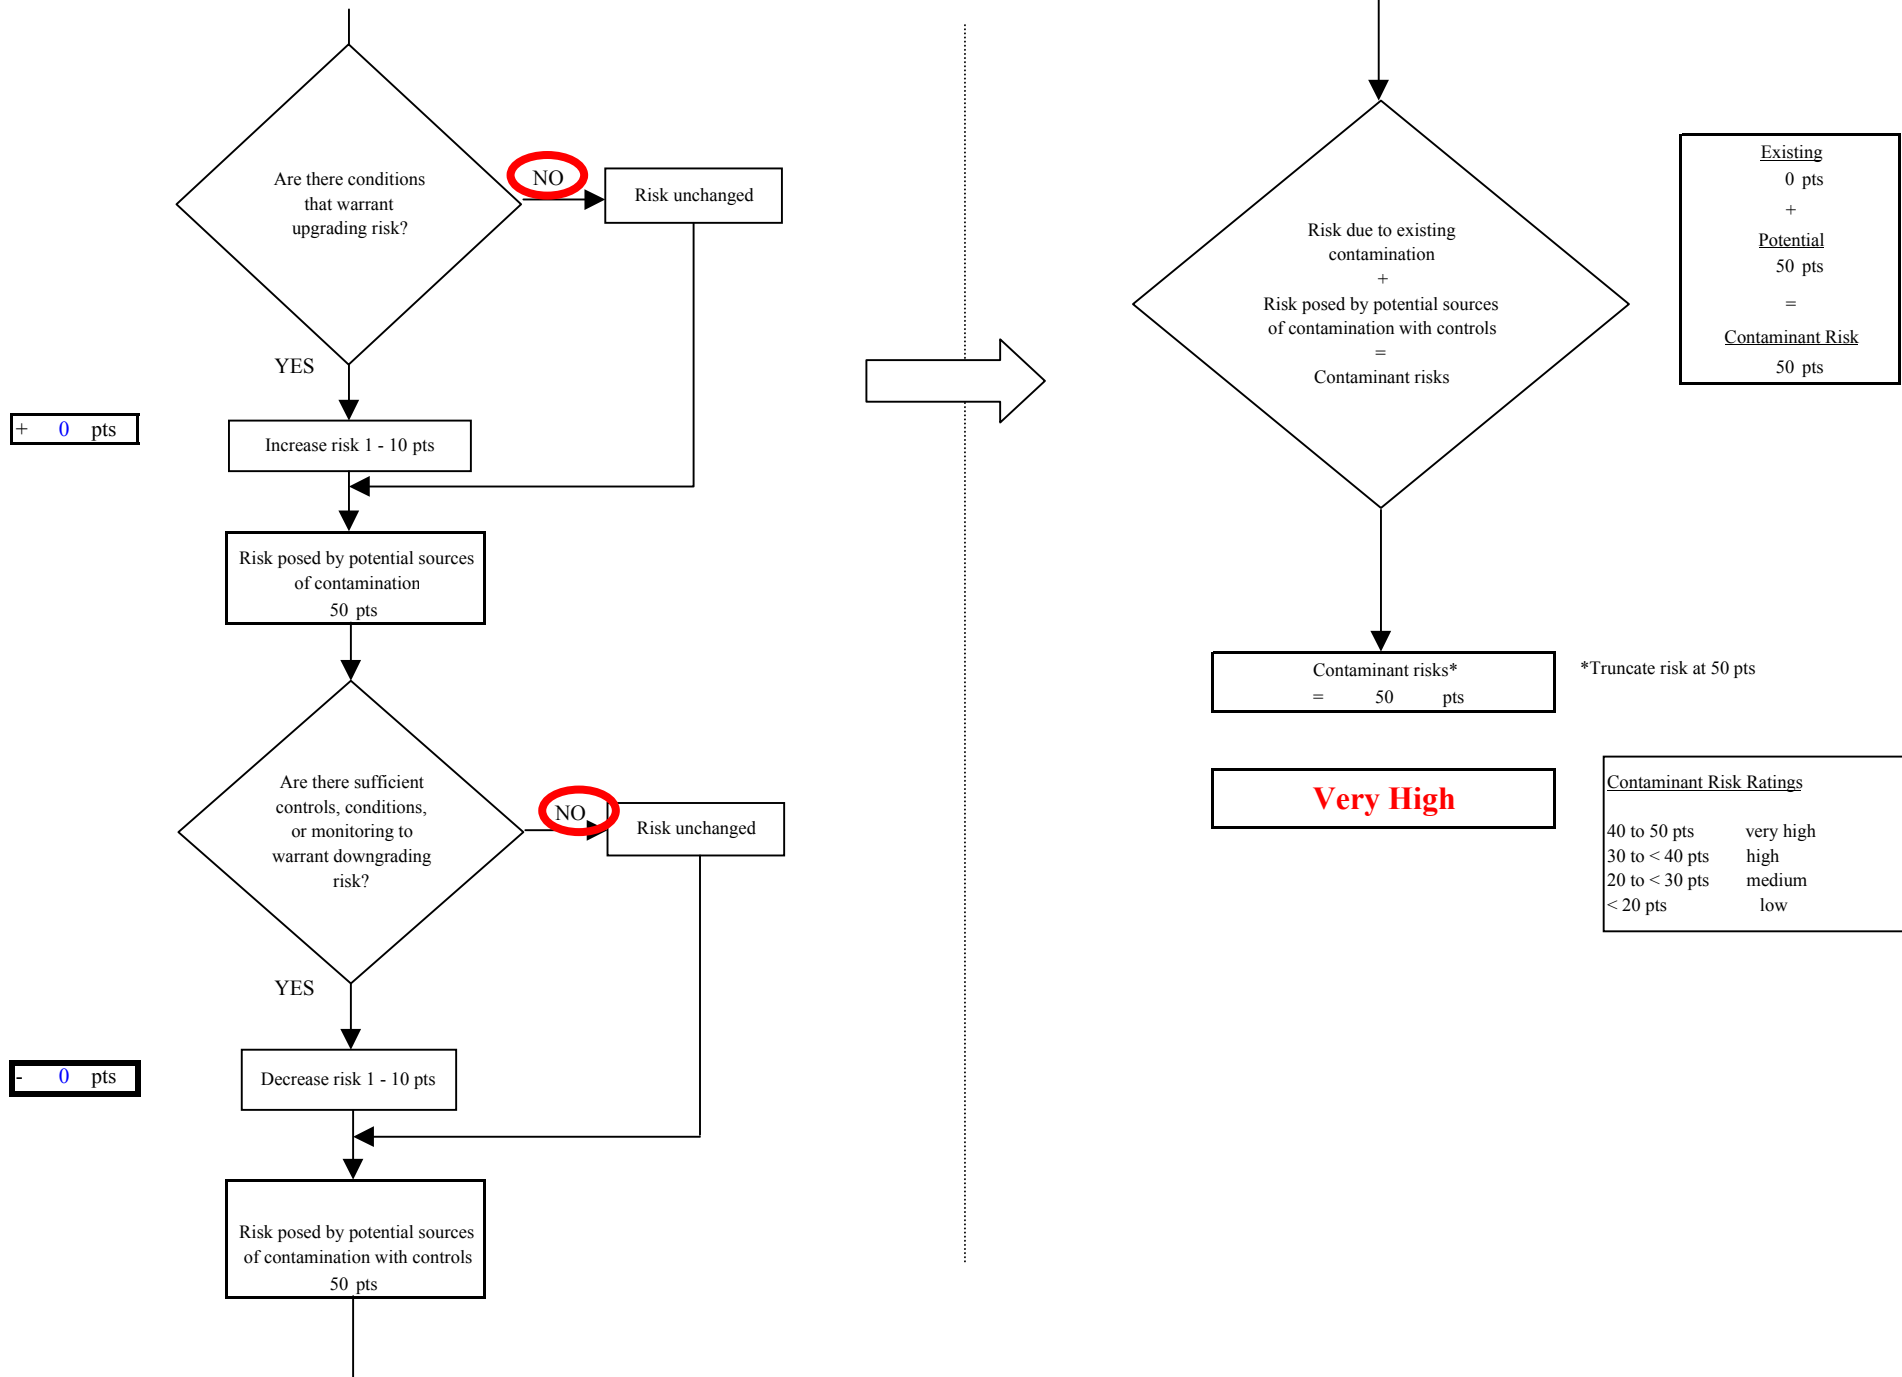 Are there conditions
that warrant
upgrading risk?
NO
Risk unchanged
YES
+ 0 pts
Increase risk 1 - 10 pts
Risk posed by potential sources
of contamination
50 pts
Are there sufficient
controls, conditions,
or monitoring to
warrant downgrading
risk?
NO
Risk unchanged
YES
- 0 pts
Decrease risk 1 - 10 pts
Risk posed by potential sources
of contamination with controls
50 pts
Risk due to existing
contamination
+
Risk posed by potential sources
of contamination with controls
=
Contaminant risks
Existing
0 pts
+
Potential
50 pts
=
Contaminant Risk
50 pts
Contaminant risks*
= 50 pts
*Truncate risk at 50 pts
Very High
Contaminant Risk Ratings
40 to 50 pts very high
30 to < 40 pts high
20 to < 30 pts medium
< 20 pts low